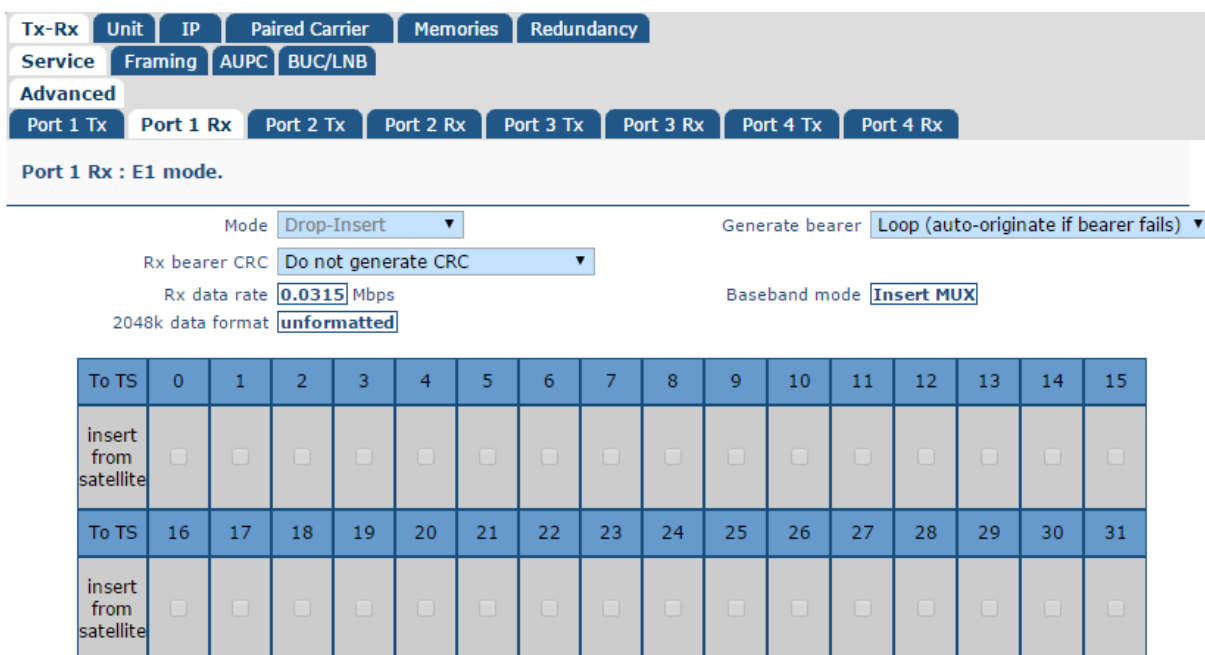 Tx-Rx Unit IP Paired Carrier Memories Redundancy
Service Framing AUPC BUC/LNB
Advanced
Port 1 Tx Port 1 Rx Port 2 Tx Port 2 Rx Port 3 Tx Port 3 Rx Port 4 Tx Port 4 Rx
Port 1 Rx : E1 mode.
Mode Drop-Insert Generate bearer Loop (auto-originate if bearer fails)
Rx bearer CRC Do not generate CRC
Rx data rate 0.0315 Mbps Baseband mode Insert MUX
2048k data format unformatted
To TS 0 1 2 3 4 5 6 7 8 9 10 11 12 13 14 15
insert
from
satellite
To TS 16 17 18 19 20 21 22 23 24 25 26 27 28 29 30 31
insert
from
satellite